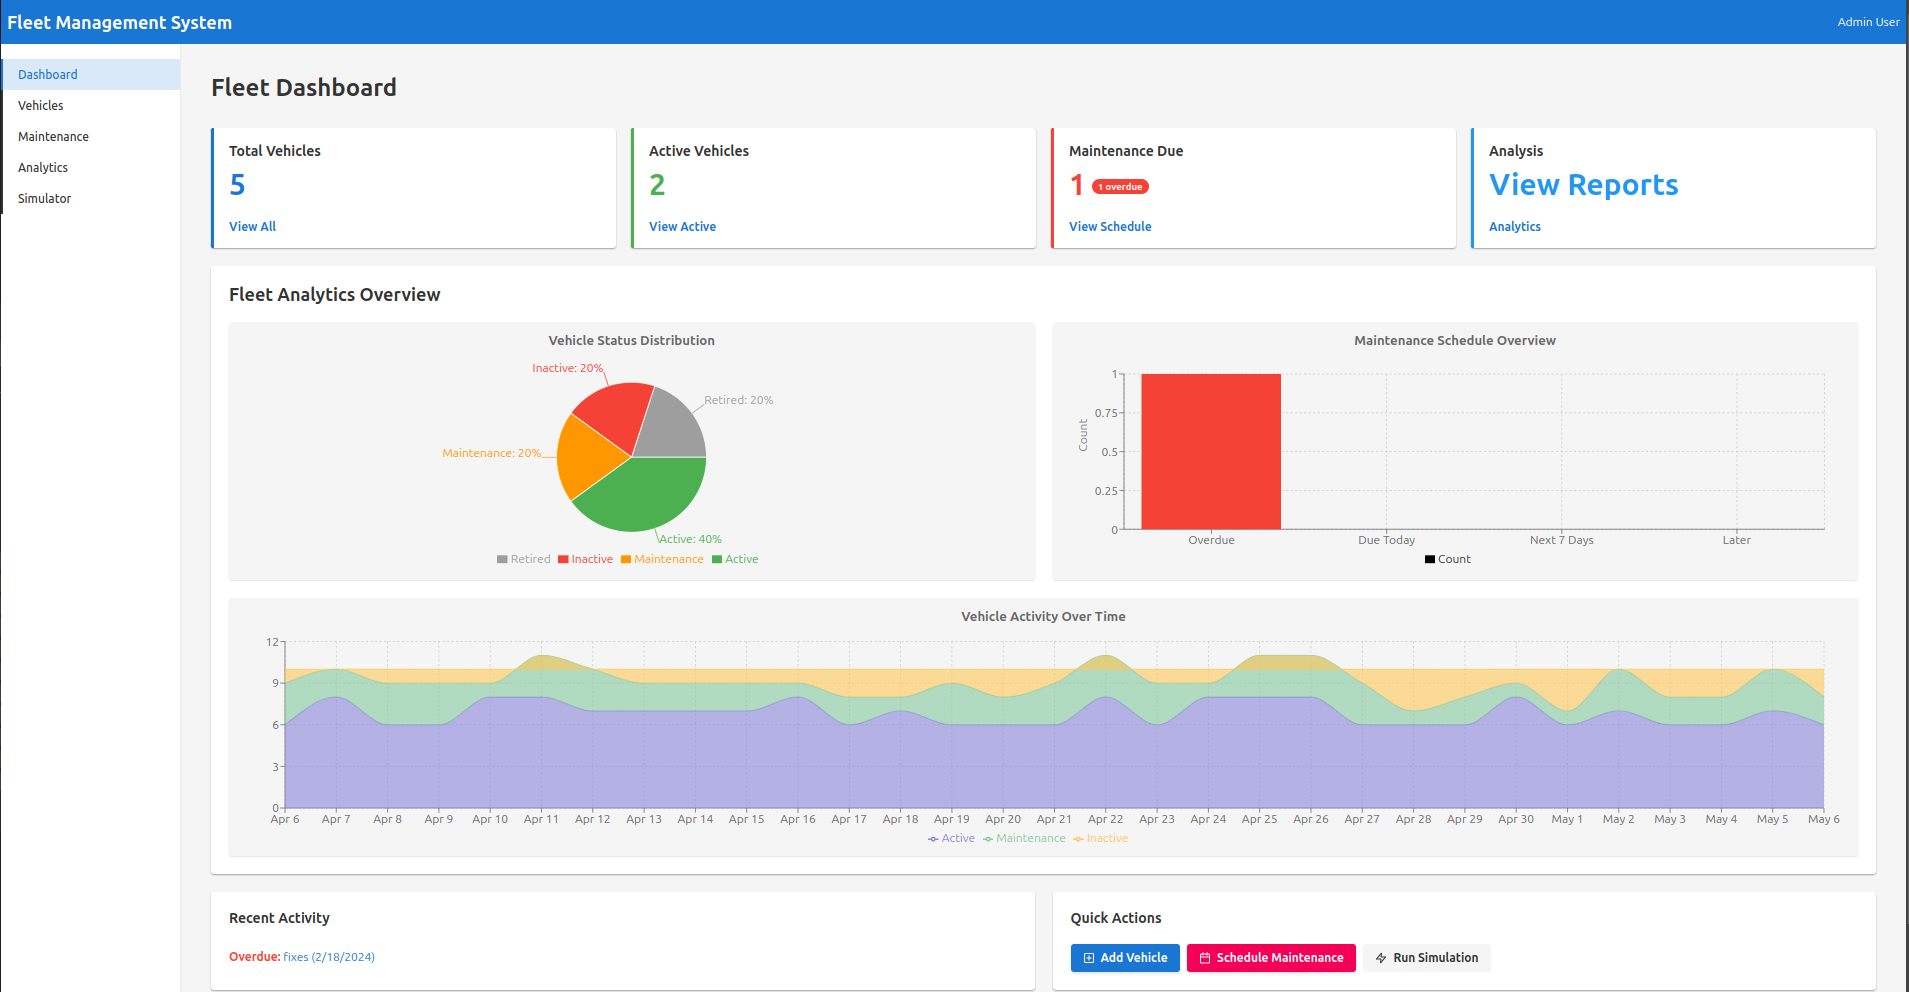 Fleet Management System
Admin User
Dashboard
Vehicles
Maintenance
Analytics
Simulator
Fleet Dashboard
Total Vehicles
5
View All
Active Vehicles
2
View Active
Maintenance Due
1 1 overdue
View Schedule
Analysis
View Reports
Analytics
Fleet Analytics Overview
Vehicle Status Distribution
Inactive: 20%
Retired: 20%
Maintenance: 20%
Active: 40%
Retired Inactive Maintenance Active
Maintenance Schedule Overview
Count
1
0.75
0.5
0.25
0
Overdue Due Today Next 7 Days Later
Count
Vehicle Activity Over Time
12
9
6
3
0
Apr 6 Apr 7 Apr 8 Apr 9 Apr 10 Apr 11 Apr 12 Apr 13 Apr 14 Apr 15 Apr 16 Apr 17 Apr 18 Apr 19 Apr 20 Apr 21 Apr 22 Apr 23 Apr 24 Apr 25 Apr 26 Apr 27 Apr 28 Apr 29 Apr 30 May 1 May 2 May 3 May 4 May 5 May 6
Active Maintenance Inactive
Recent Activity
Overdue: fixes (2/18/2024)
Quick Actions
Add Vehicle Schedule Maintenance Run Simulation